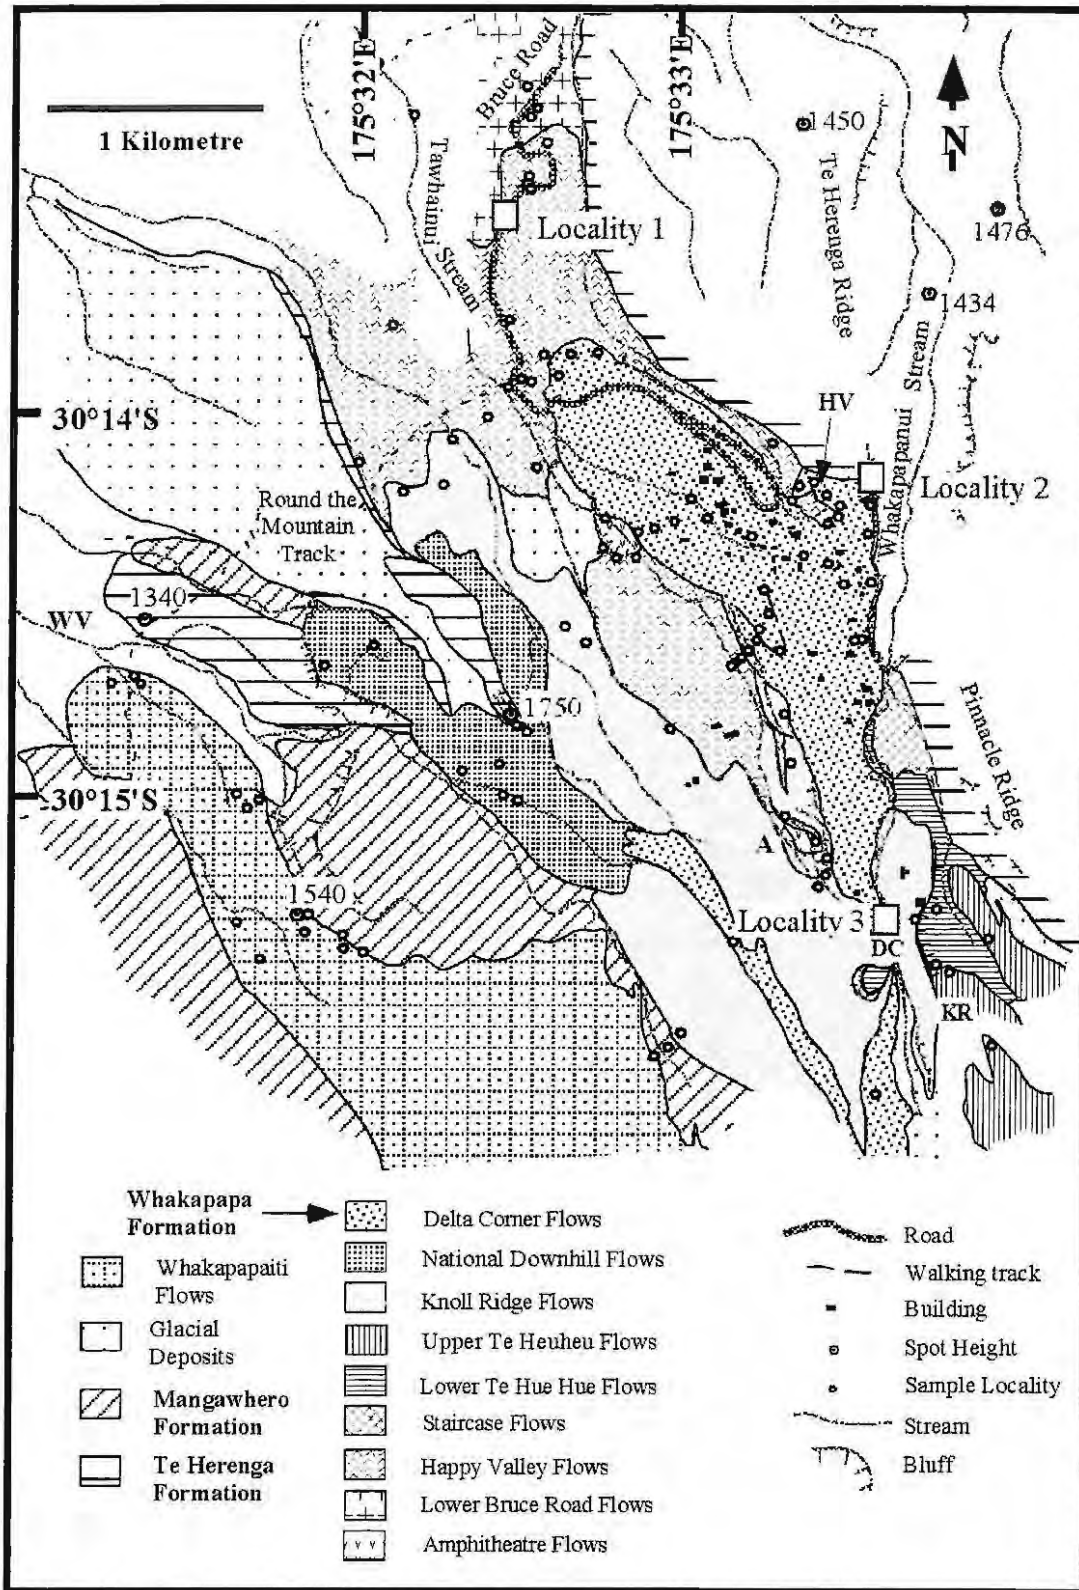 1 Kilometre
175°32'E
Bruce Road
175°33'E
1450
N
Tawhainui Stream
Te Herenga Ridge
Locality 1
1476
1434
30°14'S
HV
Whakapapanui Stream
Locality 2
Round the
Mountain
Track
1340
WV
1750
Pinnacle Ridge
30°15'S
A
1540
Locality 3
DC
KR
Whakapapa
Formation
Whakapapaiti
Flows
Glacial
Deposits
Mangawhero
Formation
Te Herenga
Formation
Delta Corner Flows
National Downhill Flows
Knoll Ridge Flows
Upper Te Heuheu Flows
Lower Te Hue Hue Flows
Staircase Flows
Happy Valley Flows
Lower Bruce Road Flows
Amphitheatre Flows
Road
Walking track
Building
Spot Height
Sample Locality
Stream
Bluff